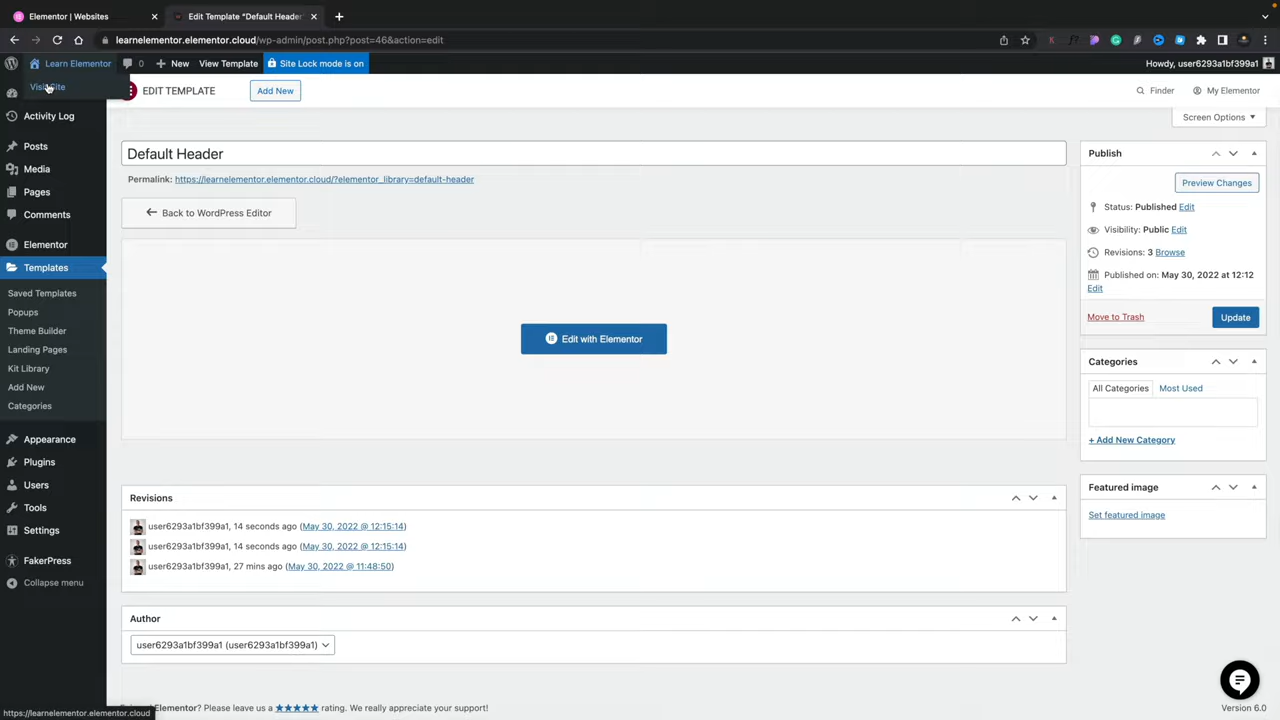 Elementor | Websites
Edit Template "Default Header"
learnelementor.elementor.cloud/wp-admin/post.php?post=46&action=edit
Learn Elementor
0
New
View Template
Site Lock mode is on
Howdy, user6293a1bf399a1
Visit Site
EDIT TEMPLATE
Add New
Finder
My Elementor
Screen Options
Activity Log
Posts
Media
Pages
Comments
Elementor
Templates
Saved Templates
Popups
Theme Builder
Landing Pages
Kit Library
Add New
Categories
Appearance
Plugins
Users
Tools
Settings
FakerPress
Collapse menu
Default Header
Permalink: https://learnelementor.elementor.cloud/?elementor_library=default-header
Back to WordPress Editor
Edit with Elementor
Revisions
user6293a1bf399a1, 14 seconds ago (May 30, 2022 @ 12:15:14)
user6293a1bf399a1, 14 seconds ago (May 30, 2022 @ 12:15:14)
user6293a1bf399a1, 27 mins ago (May 30, 2022 @ 11:48:50)
Author
user6293a1bf399a1 (user6293a1bf399a1)
Elementor? Please leave us a ★★★★★ rating. We really appreciate your support!
Publish
Preview Changes
Status: Published Edit
Visibility: Public Edit
Revisions: 3 Browse
Published on: May 30, 2022 at 12:12
Edit
Move to Trash
Update
Categories
All Categories
Most Used
+ Add New Category
Featured image
Set featured image
Version 6.0
https://learnelementor.elementor.cloud